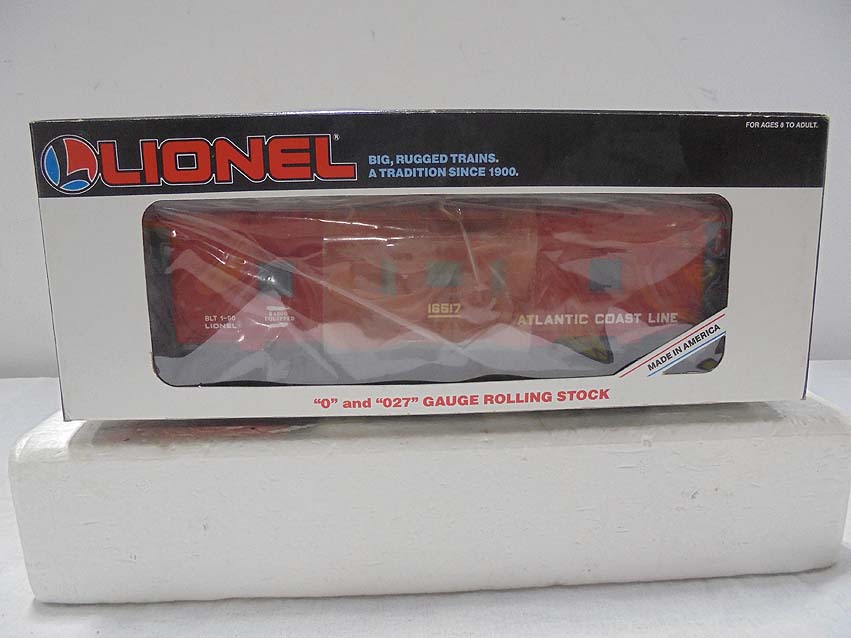 LIONEL®
BIG, RUGGED TRAINS.
A TRADITION SINCE 1900.
FOR AGES 8 TO ADULT.
BLT 1-90
LIONEL
RADIO
EQUIPPED
16517
ATLANTIC COAST LINE
MADE IN AMERICA
"O" and "027" GAUGE ROLLING STOCK